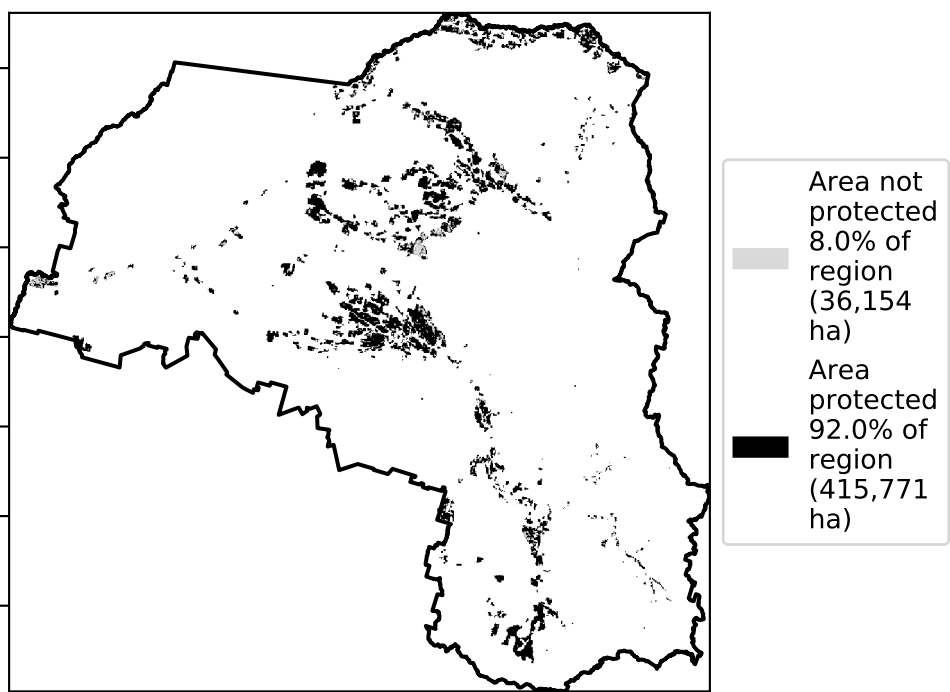 Area not
protected
8.0% of
region
(36,154
ha)
Area
protected
92.0% of
region
(415,771
ha)